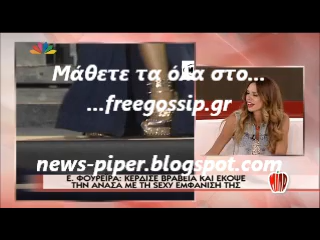 Μάθετε τα όλα στο...
...freegossip.gr
news-piper.blogspot.com
Ε. ΦΟΥΡΕΙΡΑ: ΚΕΡΔΙΣΕ ΒΡΑΒΕΙΑ ΚΑΙ ΕΚΟΨΕ
ΤΗΝ ΑΝΑΣΑ ΜΕ ΤΗ SEXY ΕΜΦΑΝΙΣΗ ΤΗΣ